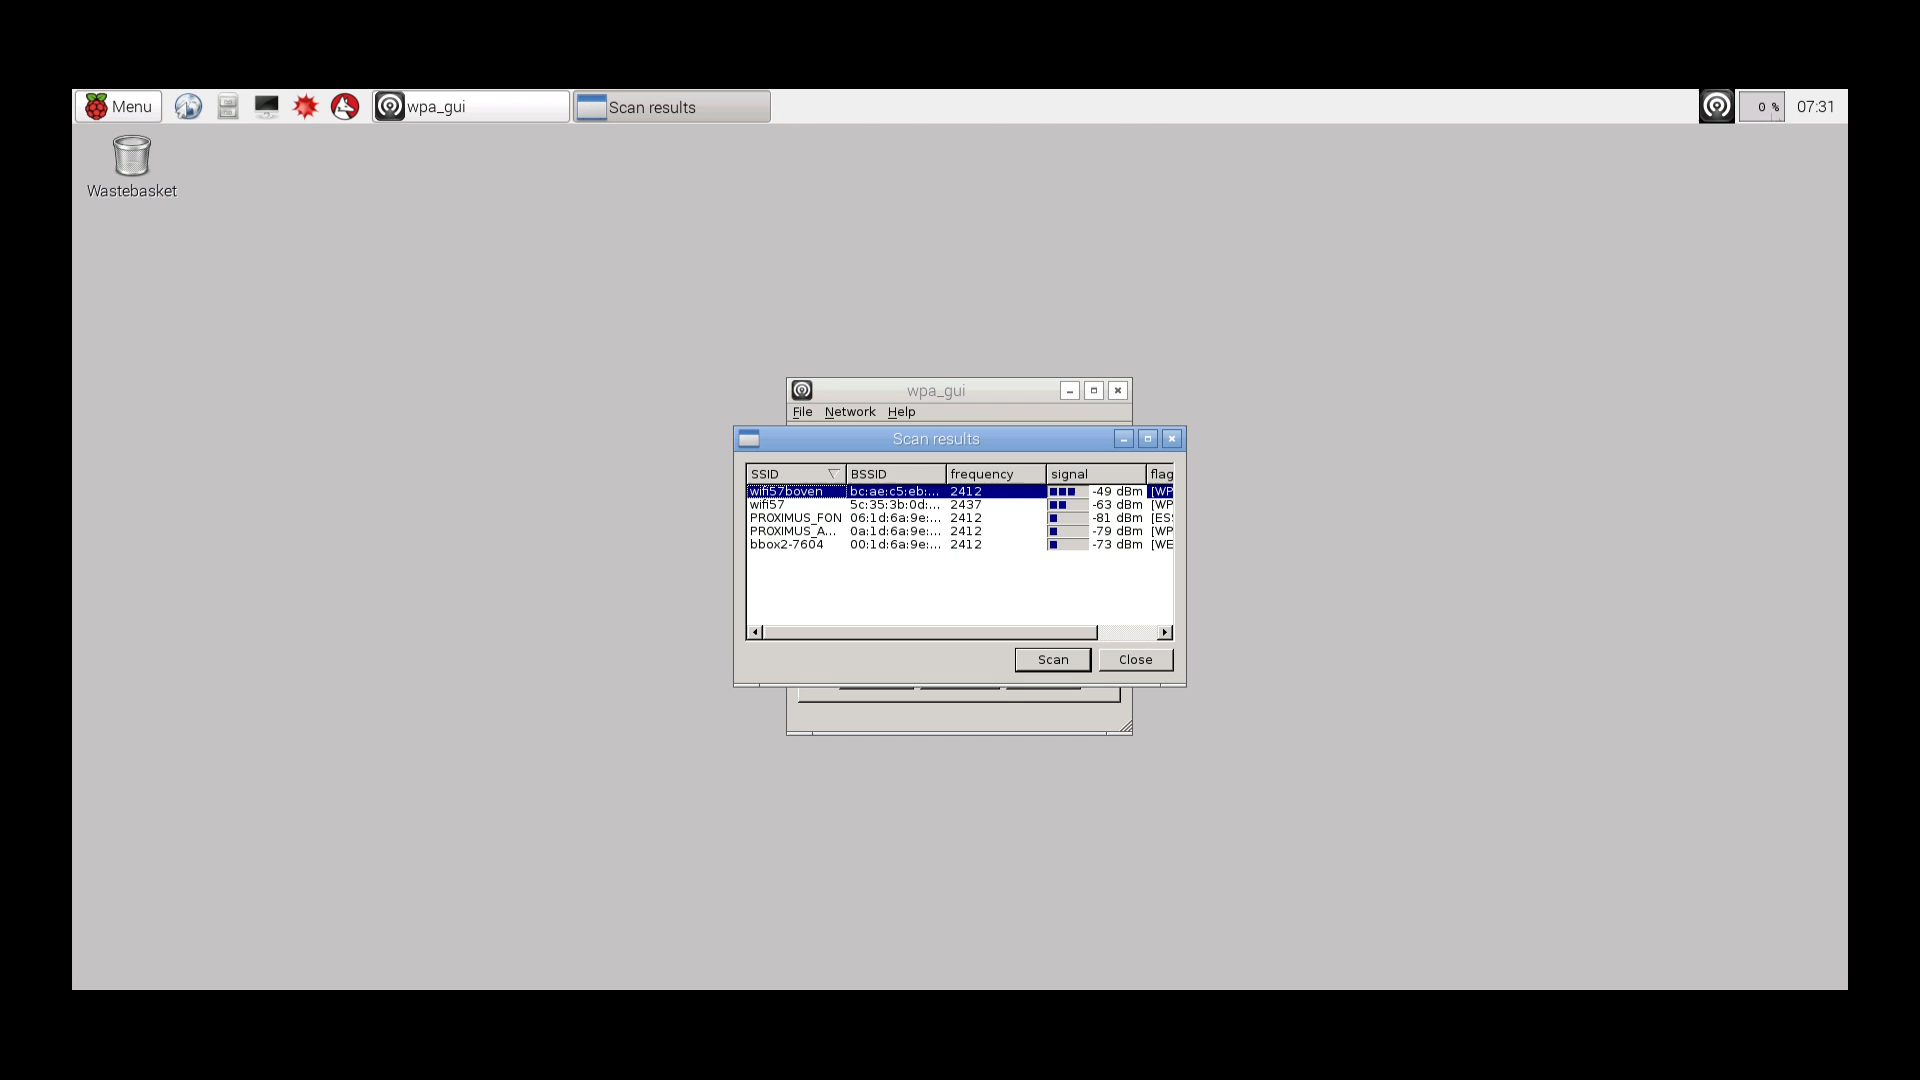 Menu wpa_gui Scan results 0 % 07:31
Wastebasket
wpa_gui
File Network Help
Scan results
SSID BSSID frequency signal flag
wifi57boven bc:ae:c5:eb:... 2412 -49 dBm [WP
wifi57 5c:35:3b:0d:... 2437 -63 dBm [WP
PROXIMUS_FON 06:1d:6a:9e:... 2412 -81 dBm [ES
PROXIMUS_A... 0a:1d:6a:9e:... 2412 -79 dBm [WP
bbox2-7604 00:1d:6a:9e:... 2412 -73 dBm [WE
Scan Close